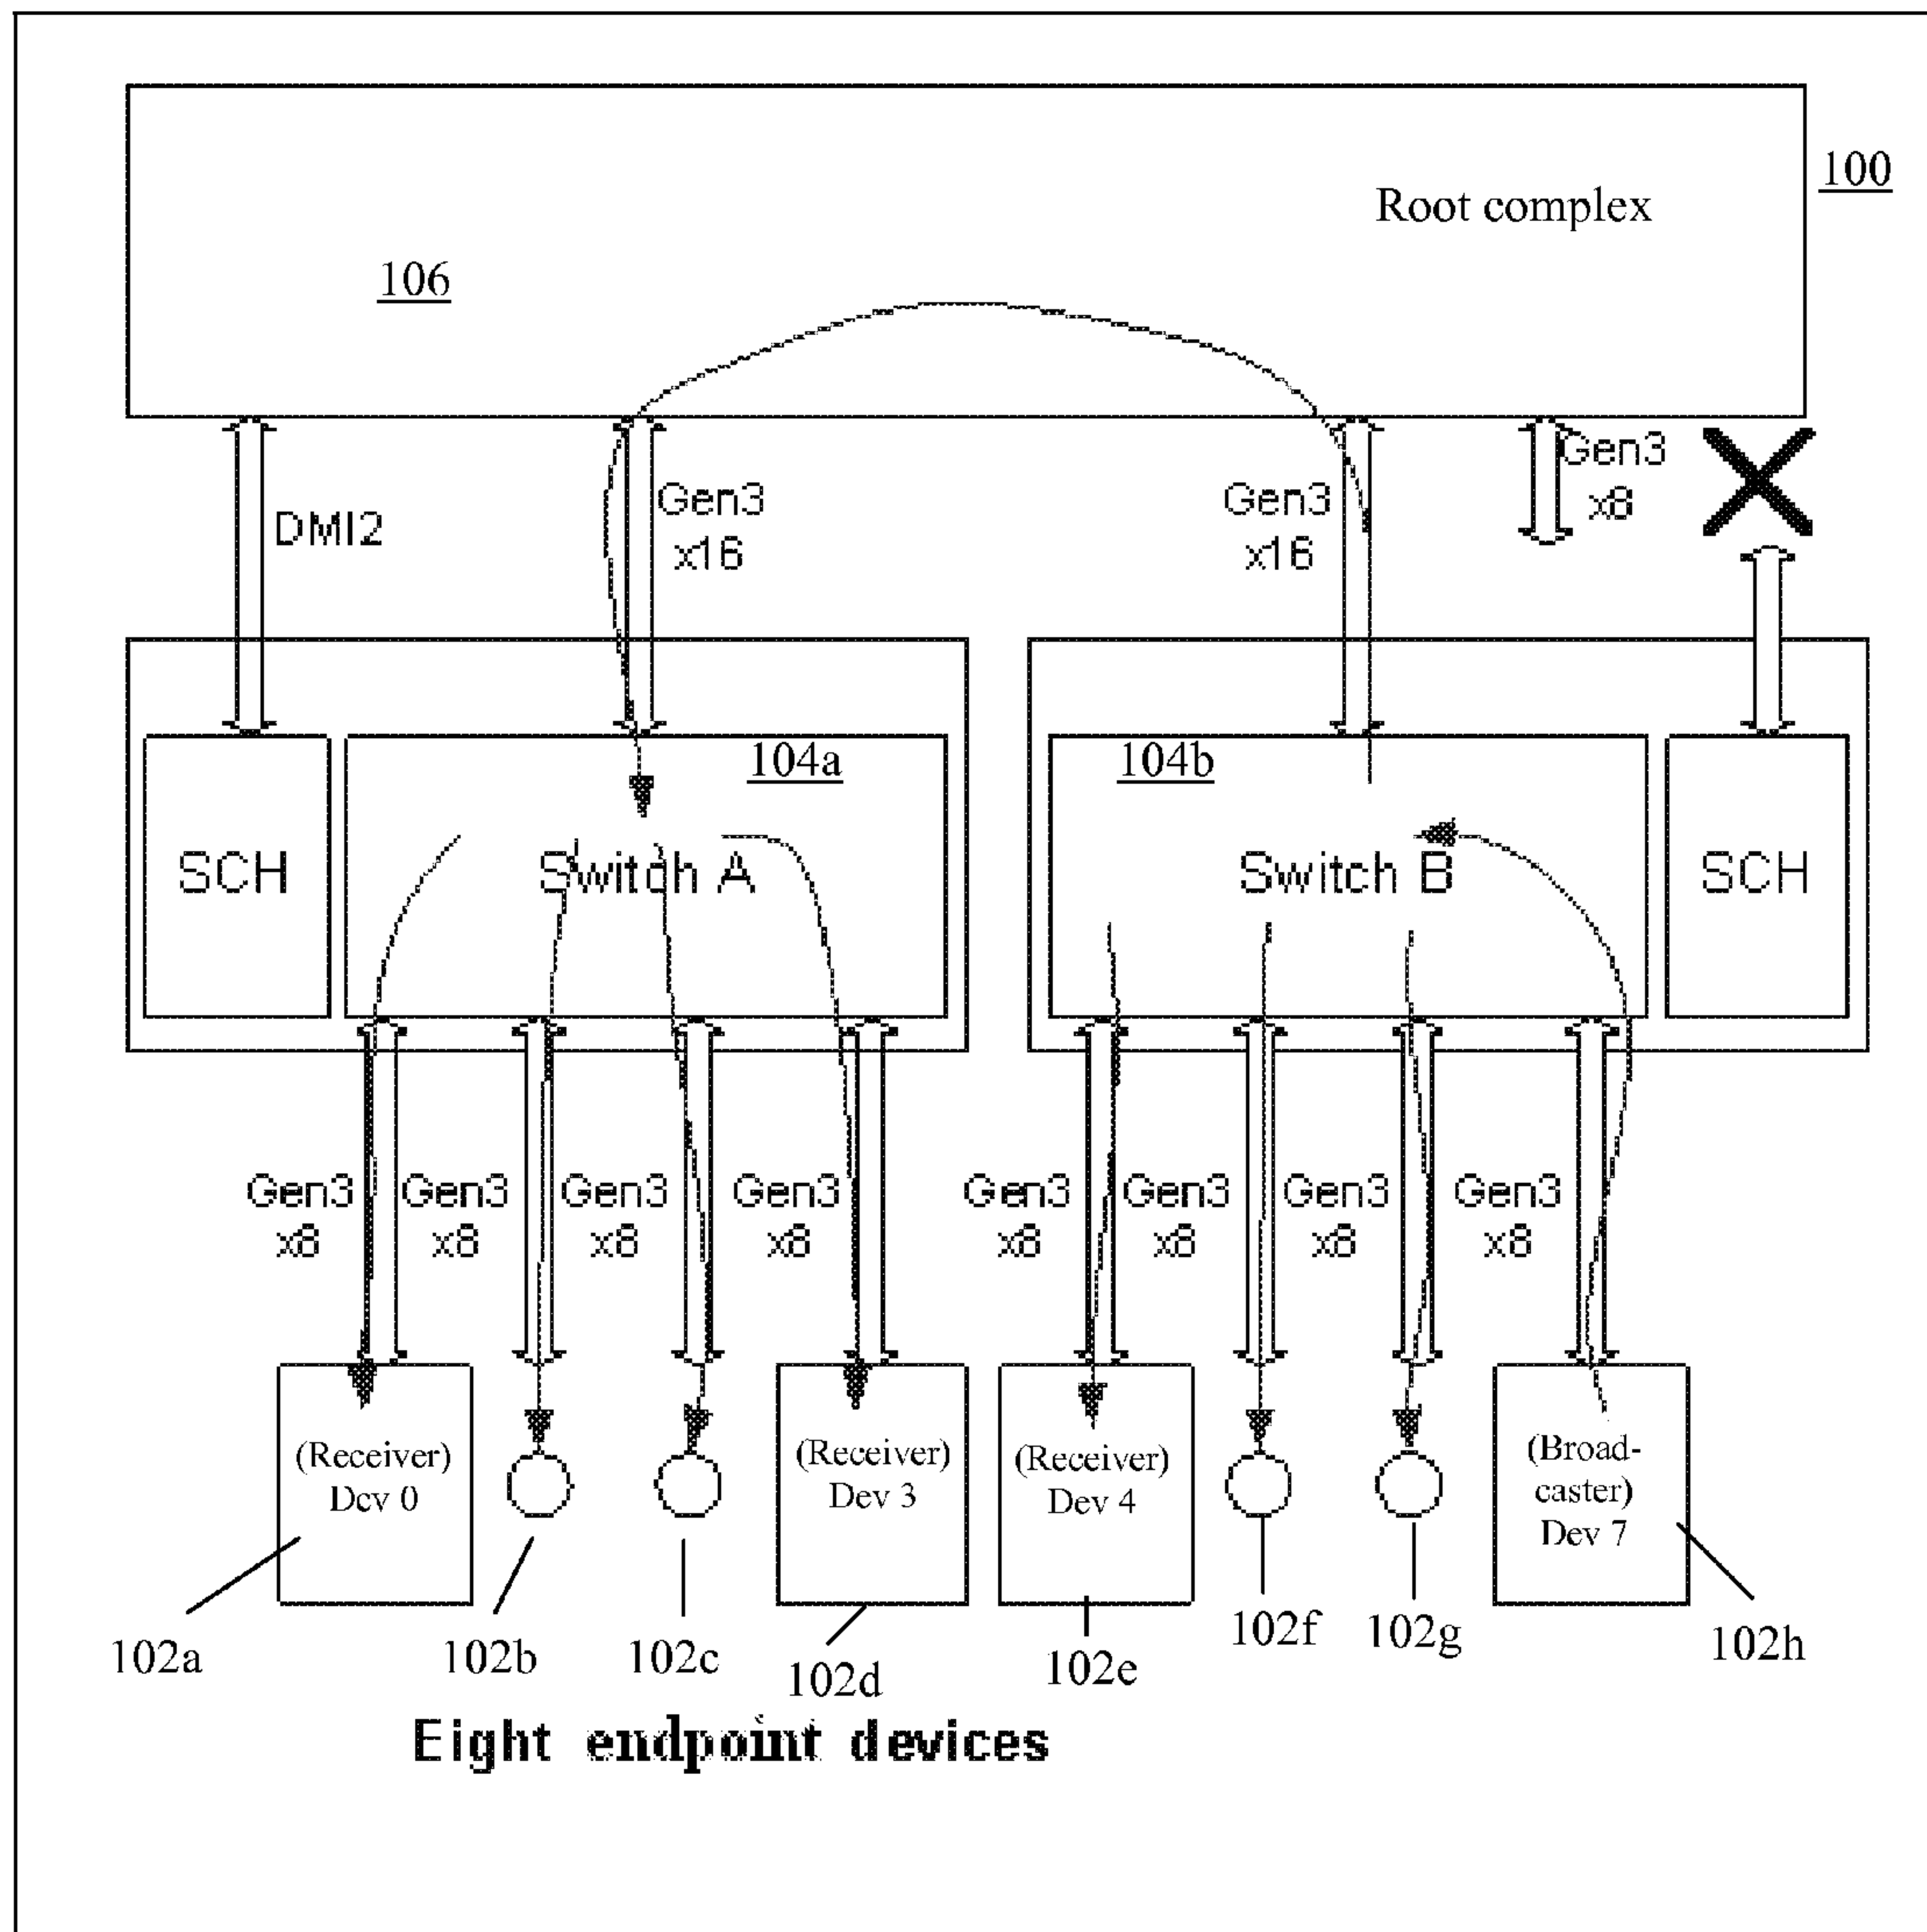 100
Root complex
106
Gen3
x8
DMI2
Gen3
x16
Gen3
x16
104a
104b
SCH
Switch A
Switch B
SCH
Gen3
x8
Gen3
x8
Gen3
x8
Gen3
x8
Gen3
x8
Gen3
x8
Gen3
x8
Gen3
x8
(Receiver)
Dev 0
(Receiver)
Dev 3
(Receiver)
Dev 4
(Broad-
caster)
Dev 7
102a
102b
102c
102d
102e
102f
102g
102h
Eight endpoint devices